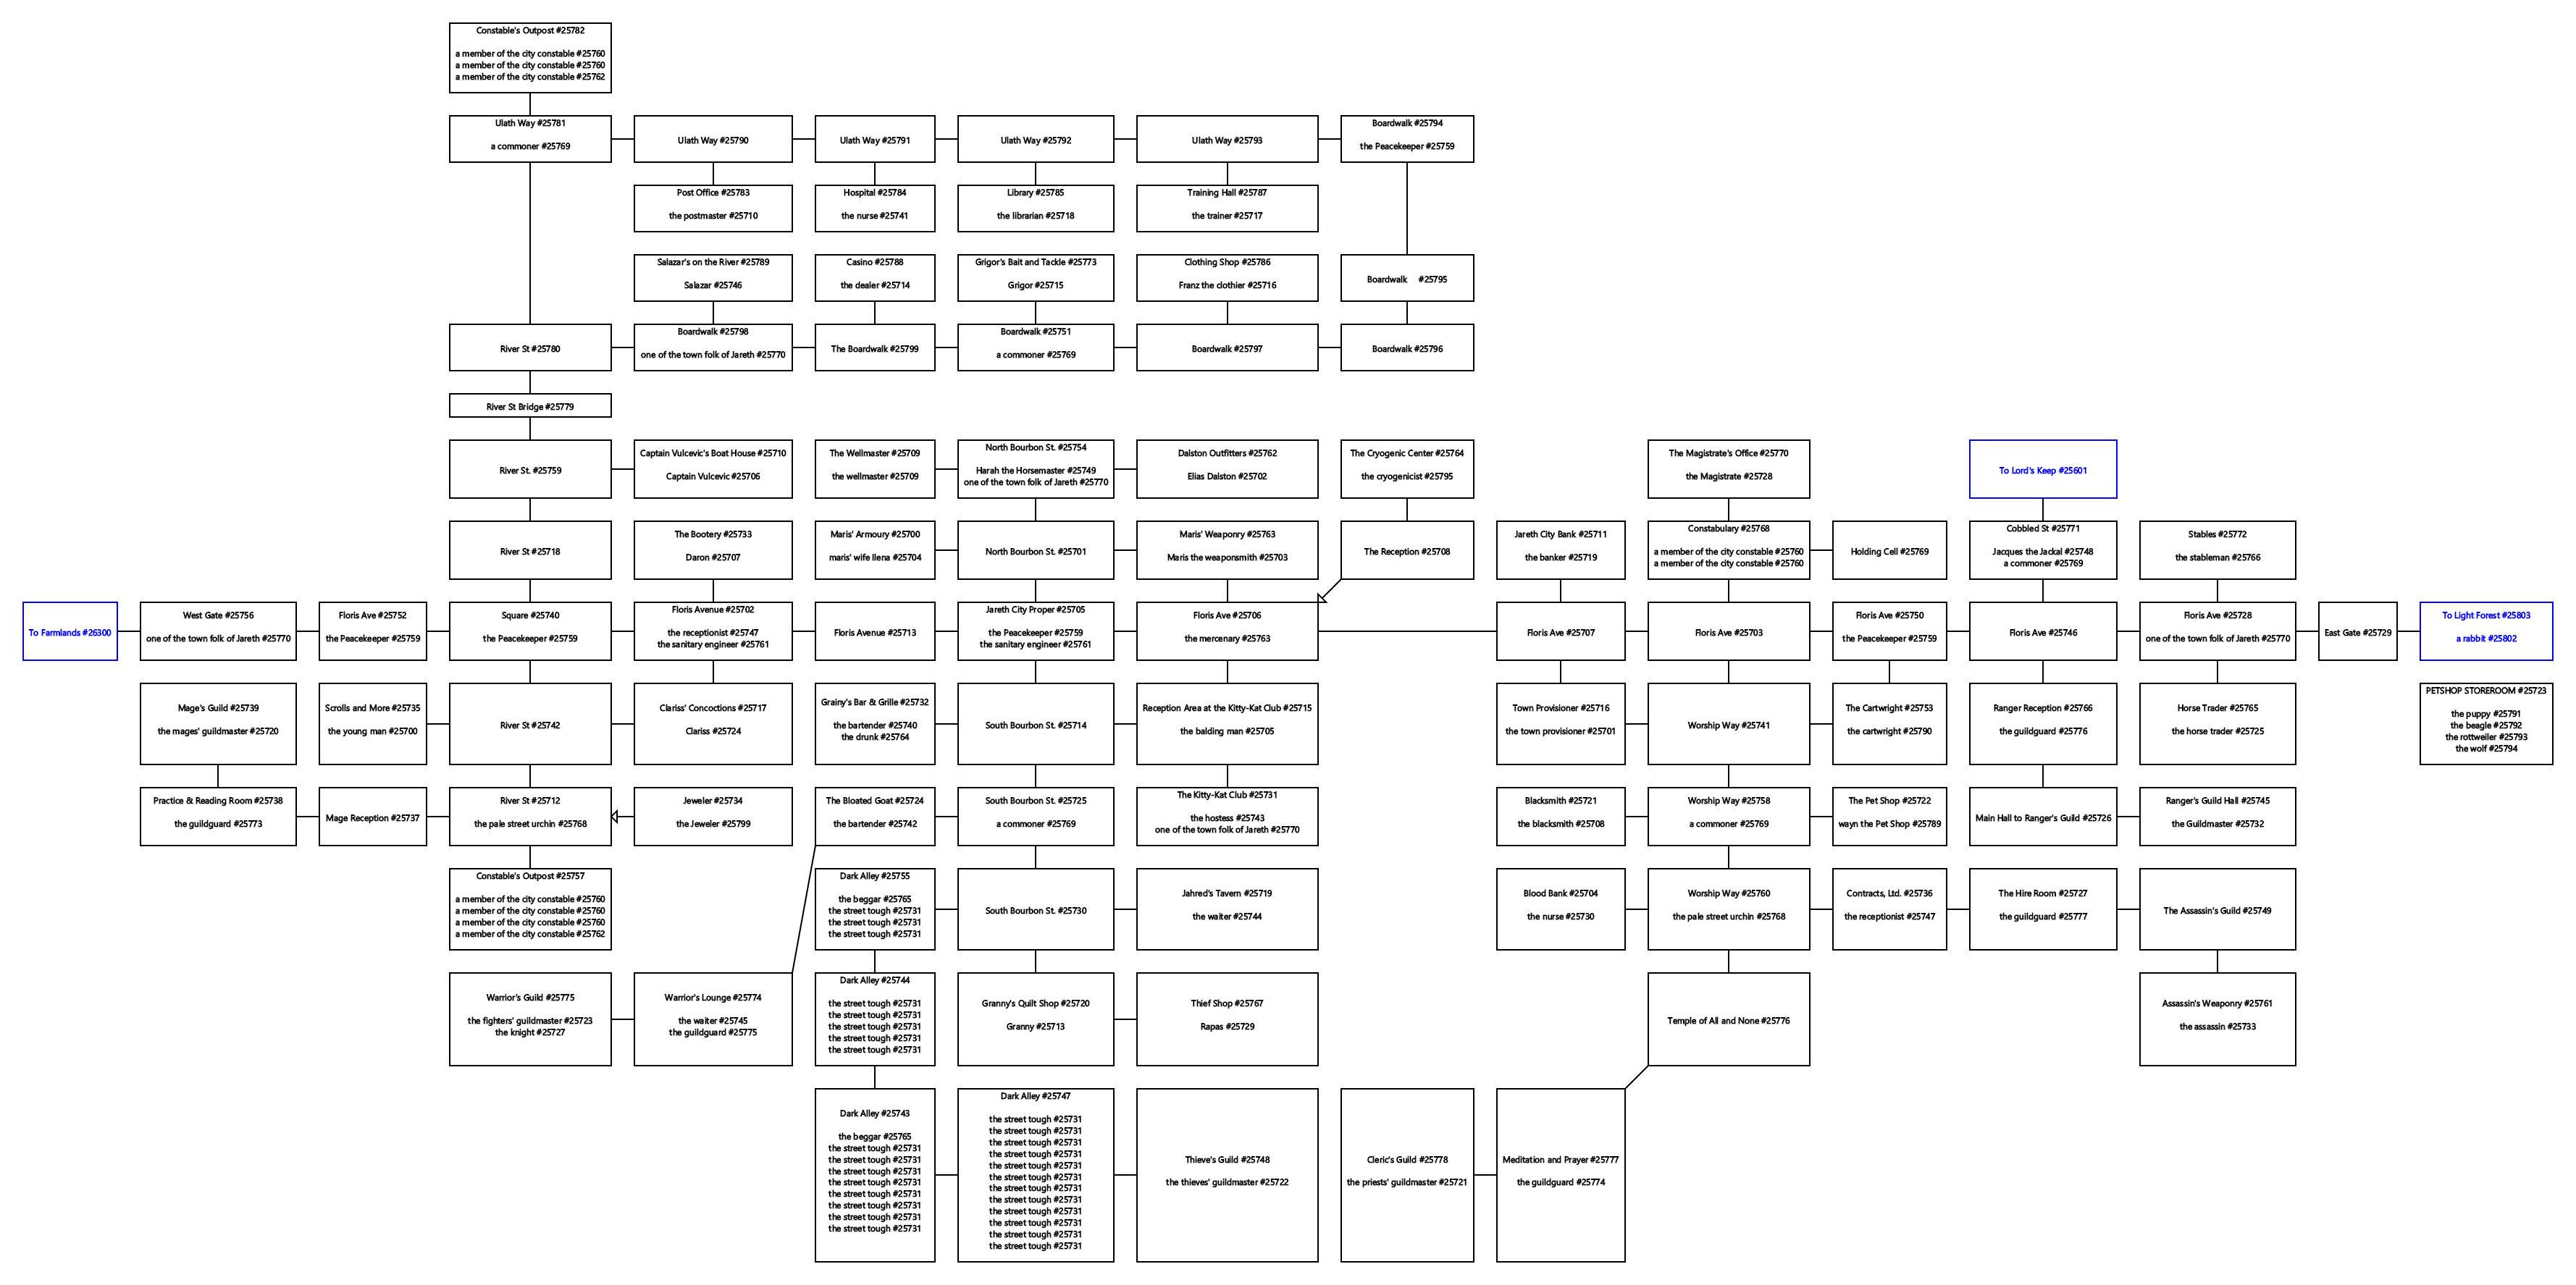 Constable's Outpost #25782
a member of the city constable #25760
a member of the city constable #25760
a member of the city constable #25762
Ulath Way #25781
a commoner #25769
Ulath Way #25790
Ulath Way #25791
Ulath Way #25792
Ulath Way #25793
Boardwalk #25794
the Peacekeeper #25759
Post Office #25783
the postmaster #25710
Hospital #25784
the nurse #25741
Library #25785
the librarian #25718
Training Hall #25787
the trainer #25717
Salazar's on the River #25789
Salazar #25746
Casino #25788
the dealer #25714
Grigor's Bait and Tackle #25773
Grigor #25715
Clothing Shop #25786
Franz the clothier #25716
Boardwalk #25795
River St #25780
Boardwalk #25798
one of the town folk of Jareth #25770
The Boardwalk #25799
Boardwalk #25751
a commoner #25769
Boardwalk #25797
Boardwalk #25796
River St Bridge #25779
River St. #25759
Captain Vulcevic's Boat House #25710
Captain Vulcevic #25706
The Wellmaster #25709
the wellmaster #25709
North Bourbon St. #25754
Harah the Horsemaster #25749
one of the town folk of Jareth #25770
Dalston Outfitters #25762
Elias Dalston #25702
The Cryogenic Center #25764
the cryogenicist #25795
The Magistrate's Office #25770
the Magistrate #25728
To Lord's Keep #25601
River St #25718
The Bootery #25733
Daron #25707
Maris' Armoury #25700
maris' wife Ilena #25704
North Bourbon St. #25701
Maris' Weaponry #25763
Maris the weaponsmith #25703
The Reception #25708
Jareth City Bank #25711
the banker #25719
Constabulary #25768
a member of the city constable #25760
a member of the city constable #25760
Holding Cell #25769
Cobbled St #25771
Jacques the Jackal #25748
a commoner #25769
Stables #25772
the stableman #25766
To Farmlands #26300
West Gate #25756
one of the town folk of Jareth #25770
Floris Ave #25752
the Peacekeeper #25759
Square #25740
the Peacekeeper #25759
Floris Avenue #25702
the receptionist #25747
the sanitary engineer #25761
Floris Avenue #25713
Jareth City Proper #25705
the Peacekeeper #25759
the sanitary engineer #25761
Floris Ave #25706
the mercenary #25763
Floris Ave #25707
Floris Ave #25703
Floris Ave #25750
the Peacekeeper #25759
Floris Ave #25746
Floris Ave #25728
one of the town folk of Jareth #25770
East Gate #25729
To Light Forest #25803
a rabbit #25802
Mage's Guild #25739
the mages' guildmaster #25720
Scrolls and More #25735
the young man #25700
River St #25742
Clariss' Concoctions #25717
Clariss #25724
Grainy's Bar & Grille #25732
the bartender #25740
the drunk #25764
South Bourbon St. #25714
Reception Area at the Kitty-Kat Club #25715
the balding man #25705
Town Provisioner #25716
the town provisioner #25701
Worship Way #25741
The Cartwright #25753
the cartwright #25790
Ranger Reception #25766
the guildguard #25776
Horse Trader #25765
the horse trader #25725
PETSHOP STOREROOM #25723
the puppy #25791
the beagle #25792
the rottweiler #25793
the wolf #25794
Practice & Reading Room #25738
the guildguard #25773
Mage Reception #25737
River St #25712
the pale street urchin #25768
Jeweler #25734
the Jeweler #25799
The Bloated Goat #25724
the bartender #25742
South Bourbon St. #25725
a commoner #25769
The Kitty-Kat Club #25731
the hostess #25743
one of the town folk of Jareth #25770
Blacksmith #25721
the blacksmith #25708
Worship Way #25758
a commoner #25769
The Pet Shop #25722
wayn the Pet Shop #25789
Main Hall to Ranger's Guild #25726
Ranger's Guild Hall #25745
the Guildmaster #25732
Constable's Outpost #25757
a member of the city constable #25760
a member of the city constable #25760
a member of the city constable #25760
a member of the city constable #25762
Dark Alley #25755
the beggar #25765
the street tough #25731
the street tough #25731
the street tough #25731
South Bourbon St. #25730
Jahred's Tavern #25719
the waiter #25744
Blood Bank #25704
the nurse #25730
Worship Way #25760
the pale street urchin #25768
Contracts, Ltd. #25736
the receptionist #25747
The Hire Room #25727
the guildguard #25777
The Assassin's Guild #25749
Warrior's Guild #25775
the fighters' guildmaster #25723
the knight #25727
Warrior's Lounge #25774
the waiter #25745
the guildguard #25775
Dark Alley #25744
the street tough #25731
the street tough #25731
the street tough #25731
the street tough #25731
the street tough #25731
Granny's Quilt Shop #25720
Granny #25713
Thief Shop #25767
Rapas #25729
Temple of All and None #25776
Assassin's Weaponry #25761
the assassin #25733
Dark Alley #25743
the beggar #25765
the street tough #25731
the street tough #25731
the street tough #25731
the street tough #25731
the street tough #25731
the street tough #25731
the street tough #25731
the street tough #25731
Dark Alley #25747
the street tough #25731
the street tough #25731
the street tough #25731
the street tough #25731
the street tough #25731
the street tough #25731
the street tough #25731
the street tough #25731
the street tough #25731
the street tough #25731
the street tough #25731
the street tough #25731
Thieve's Guild #25748
the thieves' guildmaster #25722
Cleric's Guild #25778
the priests' guildmaster #25721
Meditation and Prayer #25777
the guildguard #25774